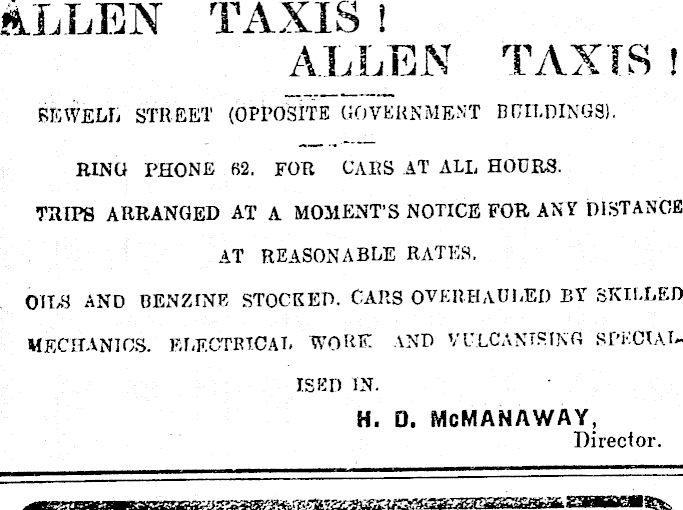 ALLEN TAXIS!
ALLEN TAXIS!
SEWELL STREET (OPPOSITE GOVERNMENT BUILDINGS).
RING PHONE 62. FOR CARS AT ALL HOURS.
TRIPS ARRANGED AT A MOMENT'S NOTICE FOR ANY DISTANCE
AT REASONABLE RATES.
OILS AND BENZINE STOCKED. CARS OVERHAULED BY SKILLED
MECHANICS. ELECTRICAL WORK AND VULCANISING SPECIAL-
ISED IN.
H. D. McMANAWAY,
Director.